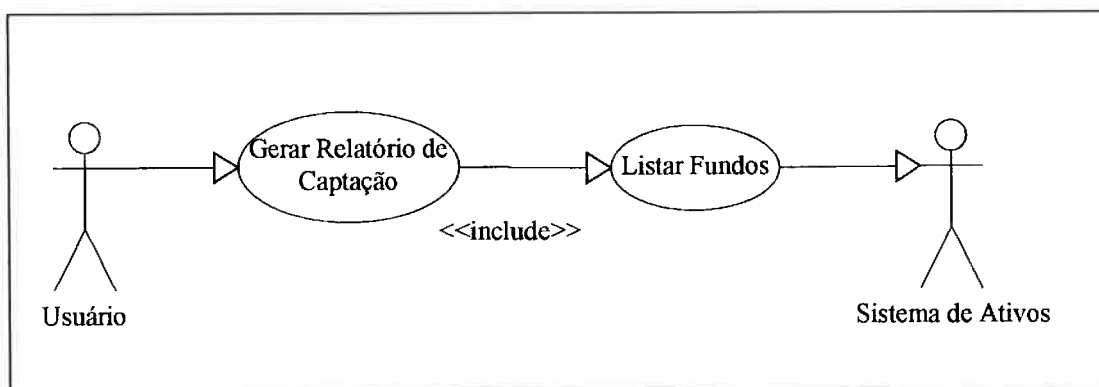 Gerar Relatório de
Captação
Listar Fundos
<<include>>
Usuário
Sistema de Ativos